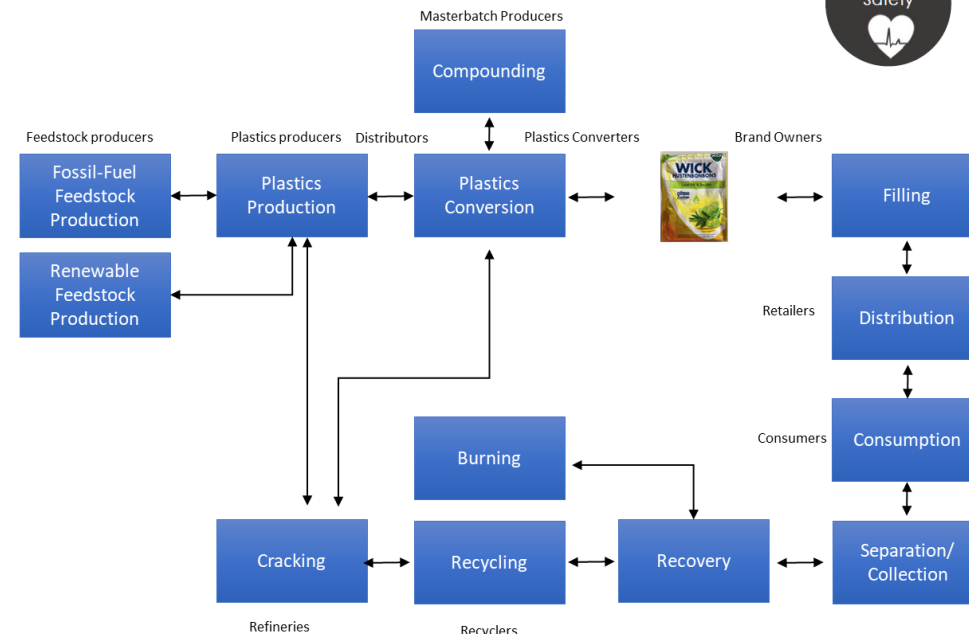 Safety
Masterbatch Producers
Compounding
Feedstock producers
Plastics producers
Distributors
Plastics Converters
Brand Owners
Fossil-Fuel
Feedstock
Production
Plastics
Production
Plastics
Conversion
WICK
Filling
Renewable
Feedstock
Production
Retailers
Distribution
Consumers
Consumption
Burning
Cracking
Recycling
Recovery
Separation/
Collection
Refineries
Recyclers